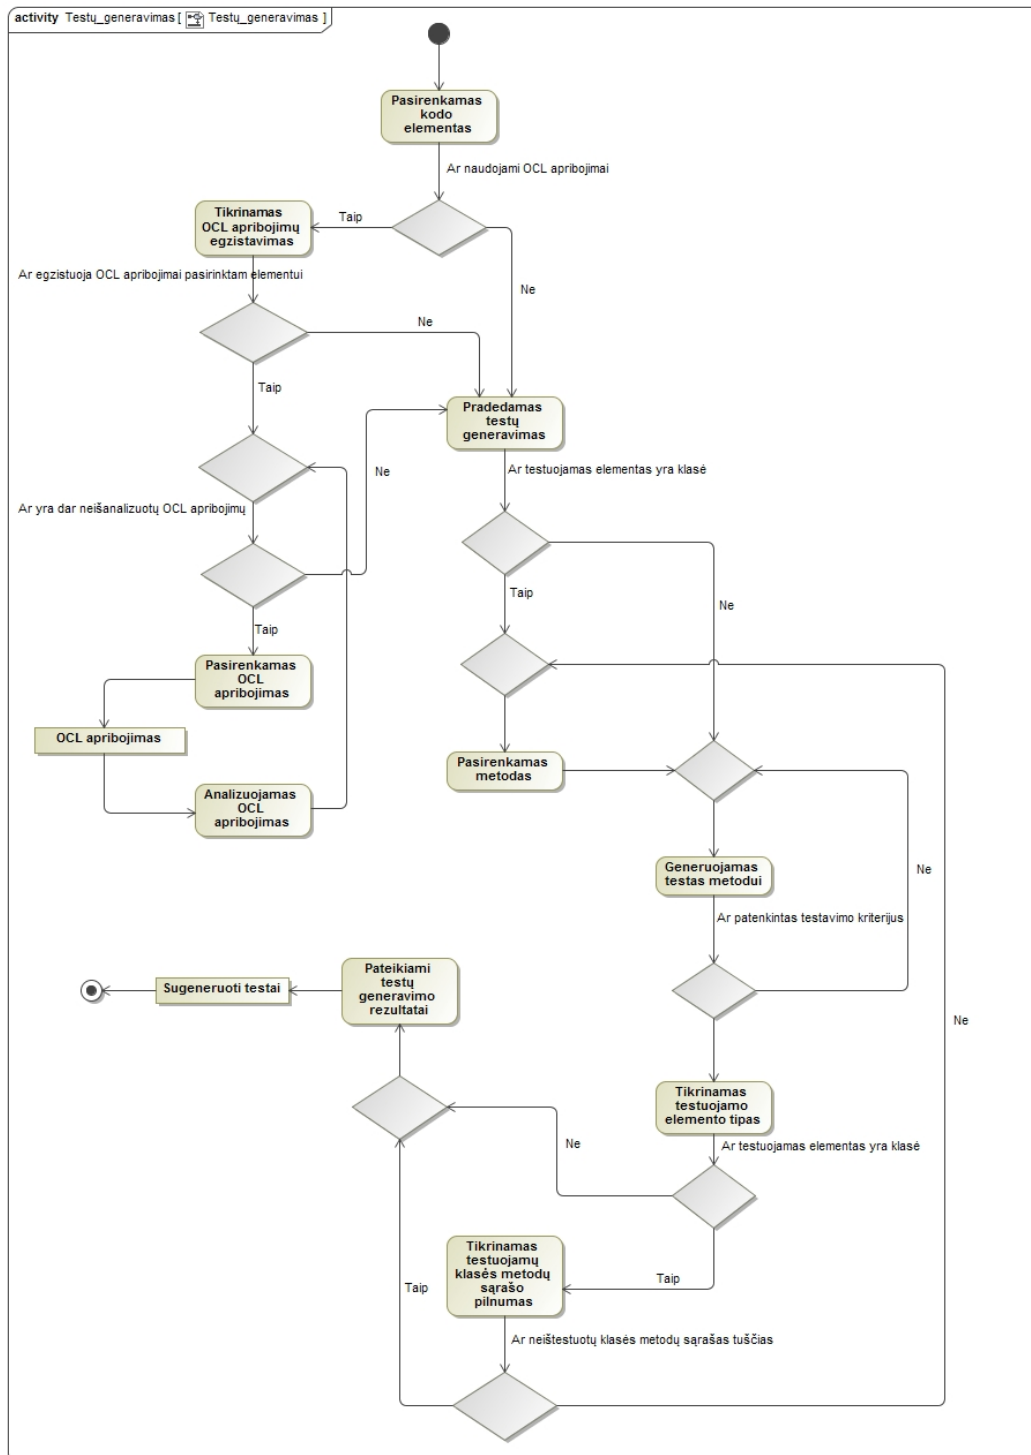 activity Testų_generavimas [ Testų_generavimas ]
Pasirenkamas
kodo
elementas
Ar naudojami OCL apribojimai
Tikrinamas
OCL apribojimų
egzistavimas
Taip
Ar egzistuoja OCL apribojimai pasirinktam elementui
Ne
Ne
Taip
Pradedamas
testų
generavimas
Ne
Ar testuojamas elementas yra klasė
Ar yra dar neišanalizuotų OCL apribojimų
Taip
Ne
Taip
Pasirenkamas
OCL
apribojimas
OCL apribojimas
Pasirenkamas
metodas
Analizuojamas
OCL
apribojimas
Generuojamas
testas metodui
Ne
Ar patenkintas testavimo kriterijus
Pateikiami
testų
generavimo
rezultatai
Sugeneruoti testai
Ne
Tikrinamas
testuojamo
elemento tipas
Ar testuojamas elementas yra klasė
Ne
Tikrinamas
testuojamų
klasės metodų
sąrašo
pilnumas
Taip
Taip
Ar neištestuotų klasės metodų sąrašas tuščias